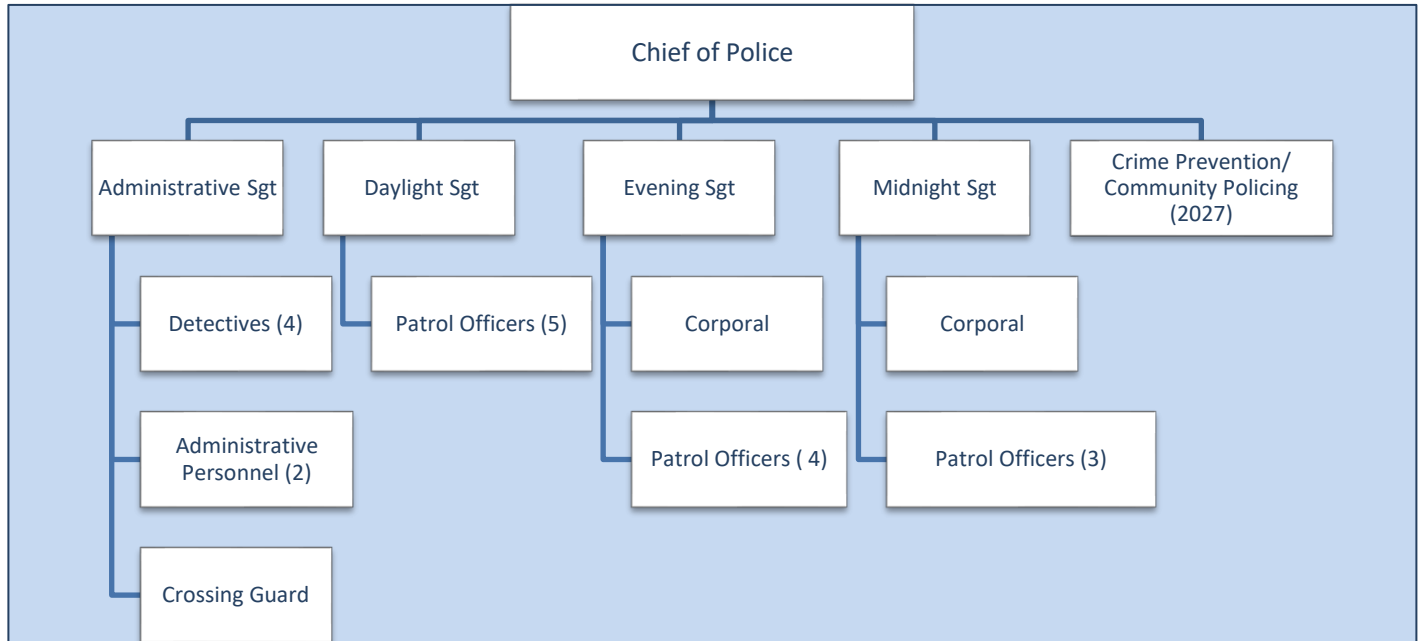 Chief of Police
Administrative Sgt
Daylight Sgt
Evening Sgt
Midnight Sgt
Crime Prevention/
Community Policing
(2027)
Detectives (4)
Patrol Officers (5)
Corporal
Corporal
Administrative
Personnel (2)
Patrol Officers ( 4)
Patrol Officers (3)
Crossing Guard